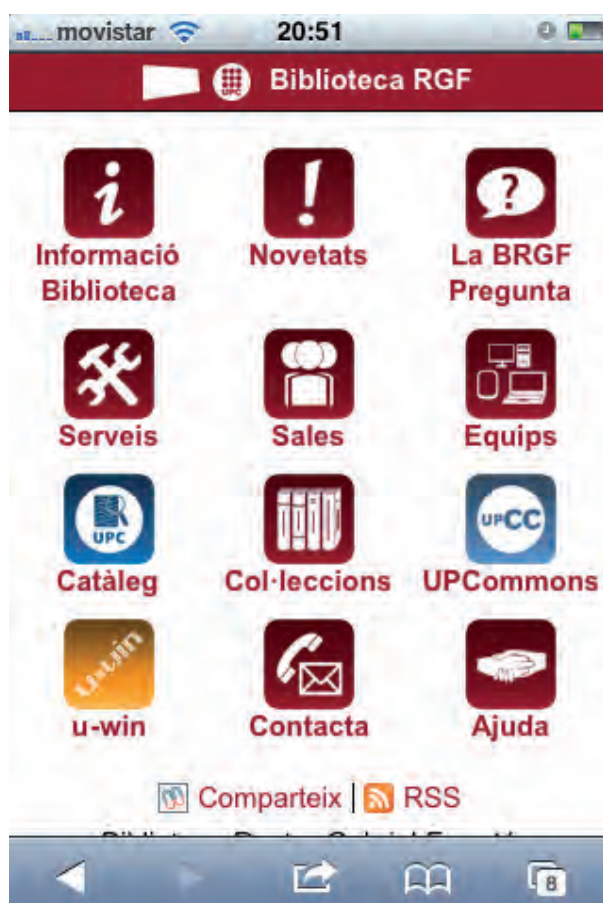 movistar 20:51
UPC Biblioteca RGF
i ! ?
Informació Novetats La BRGF
Biblioteca Pregunta
Serveis Sales Equips
UPC UPCC
Catàleg Col·leccions UPCommons
u-win
u-win Contacta Ajuda
Comparteix | RSS
8